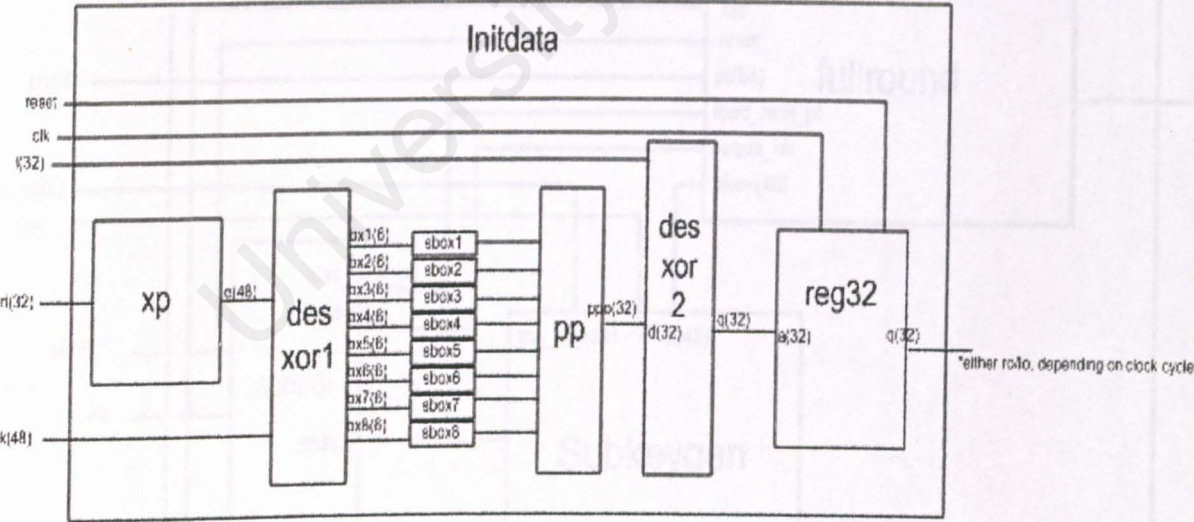 Initdata
reset
clk
(32)
ri(32)
k(48)
xp
e(48)
des
xor1
bx1(6)
bx2(6)
bx3(6)
bx4(6)
bx5(6)
bx6(6)
bx7(6)
bx8(6)
sbox1
sbox2
sbox3
sbox4
sbox5
sbox6
sbox7
sbox8
pp
ppo(32)
des
xor
2
d(32)
q(32)
reg32
a(32)
q(32)
*either ro/lo, depending on clock cycle
University
fullround
Subkeygen